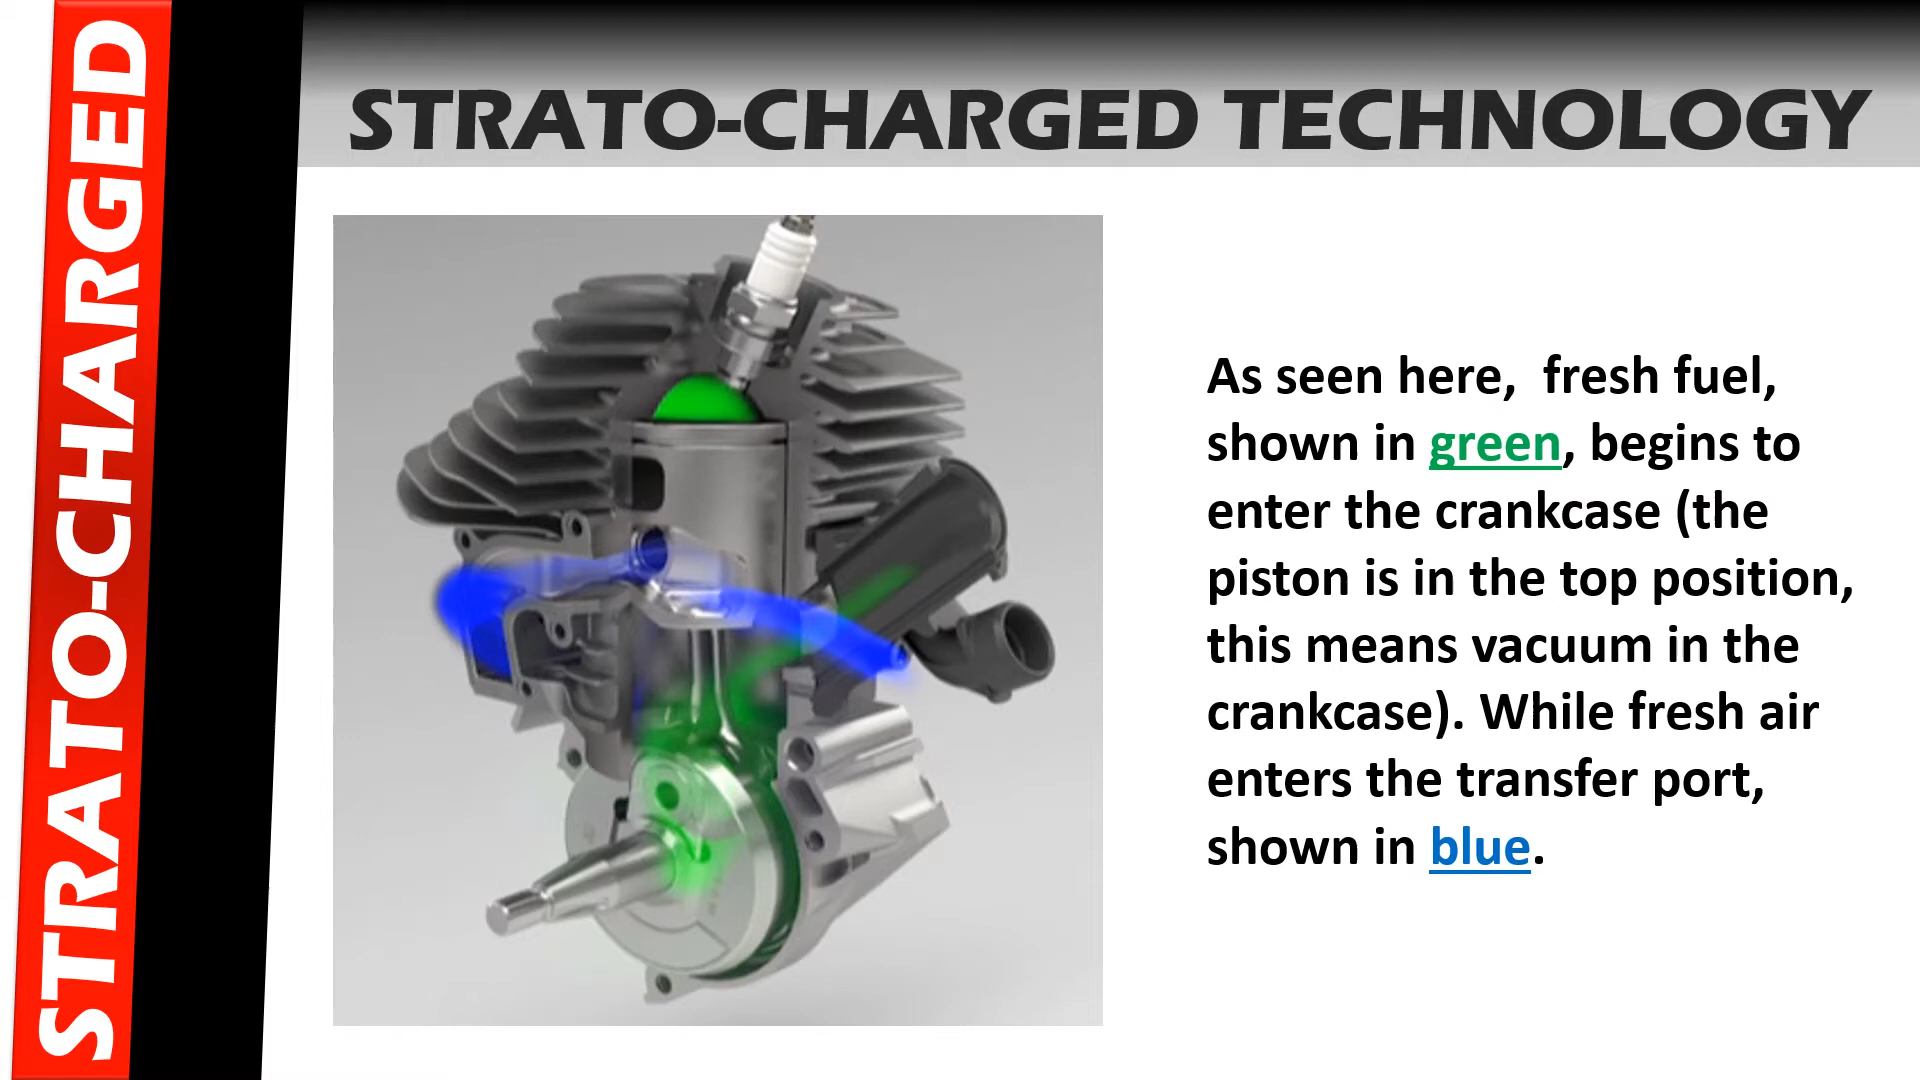 STRATO-CHARGED
STRATO-CHARGED TECHNOLOGY
As seen here,  fresh fuel,
shown in green, begins to
enter the crankcase (the
piston is in the top position,
this means vacuum in the
crankcase). While fresh air
enters the transfer port,
shown in blue.